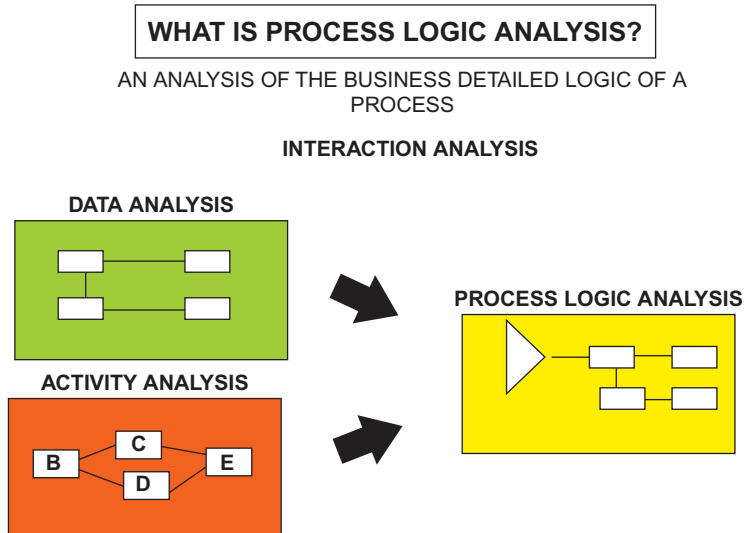 WHAT IS PROCESS LOGIC ANALYSIS?
AN ANALYSIS OF THE BUSINESS DETAILED LOGIC OF A
PROCESS
INTERACTION ANALYSIS
DATA ANALYSIS
PROCESS LOGIC ANALYSIS
ACTIVITY ANALYSIS
C
B
E
D